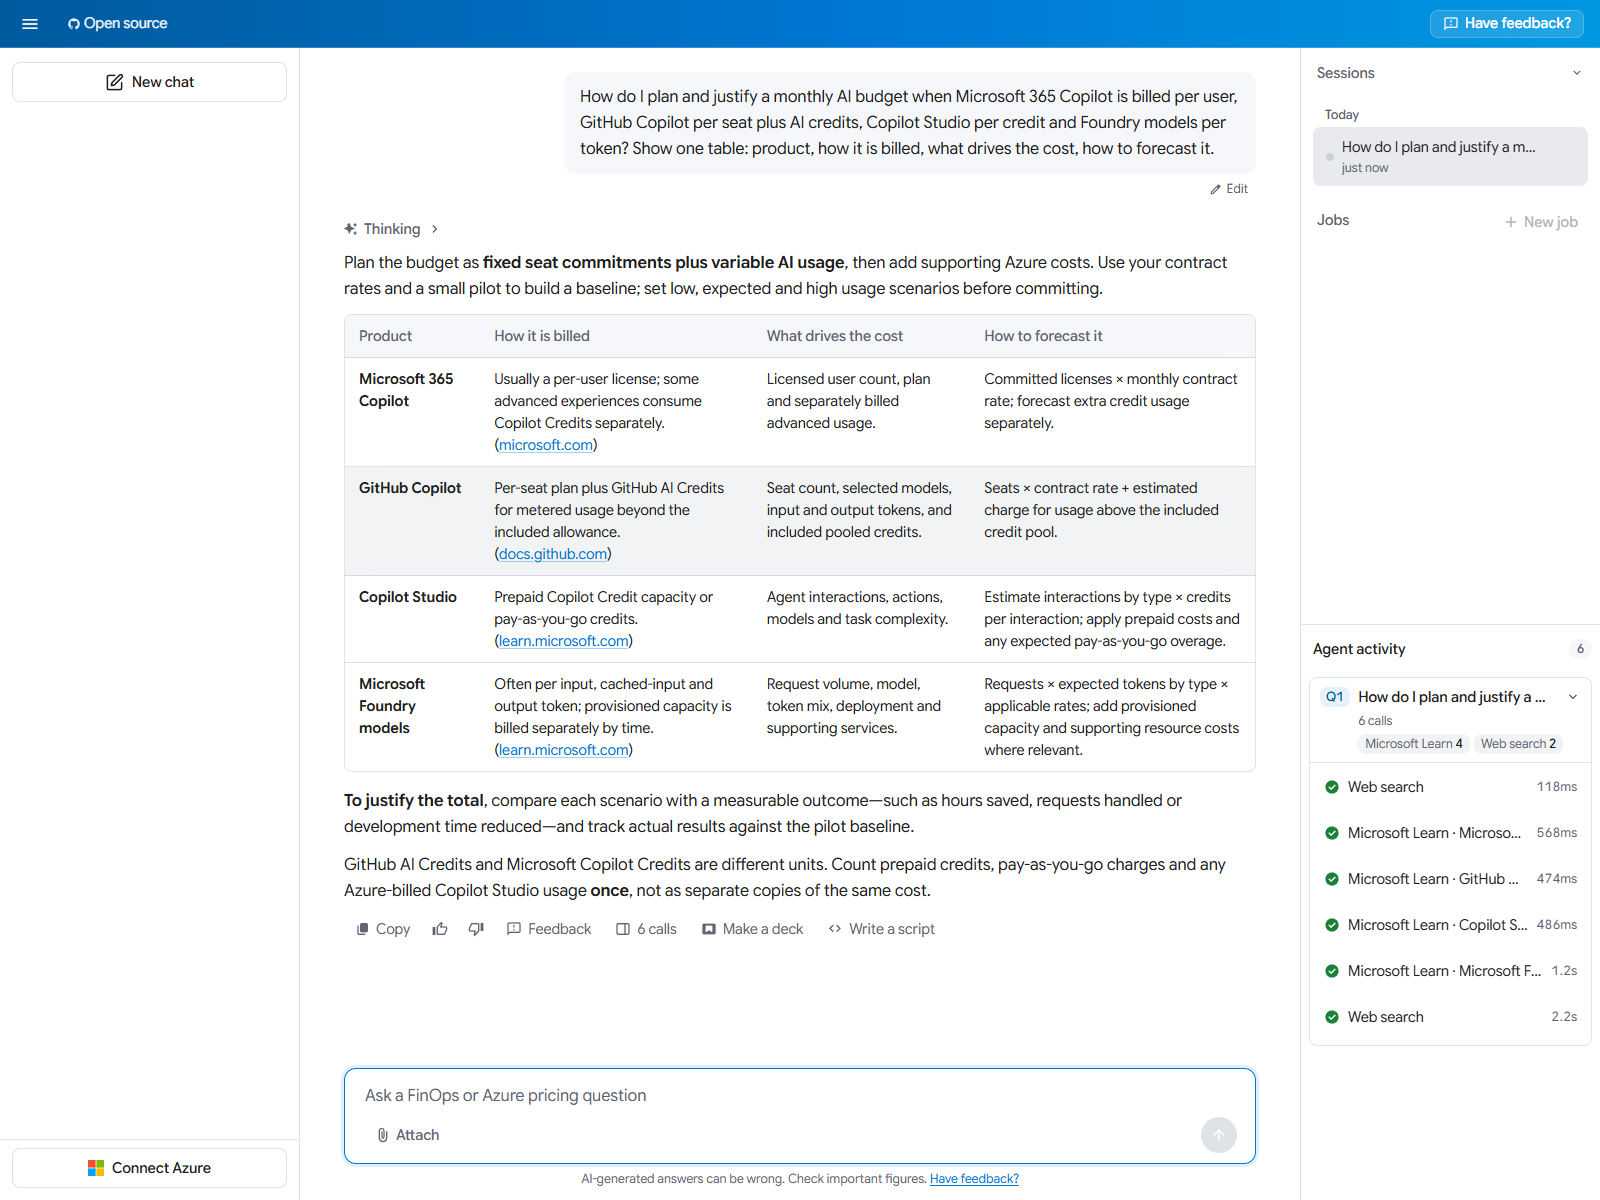 Open source
Have feedback?
New chat
How do I plan and justify a monthly AI budget when Microsoft 365 Copilot is billed per user,
GitHub Copilot per seat plus AI credits, Copilot Studio per credit and Foundry models per
token? Show one table: product, how it is billed, what drives the cost, how to forecast it.
Edit
Thinking
Plan the budget as fixed seat commitments plus variable AI usage, then add supporting Azure costs. Use your contract
rates and a small pilot to build a baseline; set low, expected and high usage scenarios before committing.
Product
How it is billed
What drives the cost
How to forecast it
Microsoft 365
Copilot
Usually a per-user license; some
advanced experiences consume
Copilot Credits separately.
(microsoft.com)
Licensed user count, plan
and separately billed
advanced usage.
Committed licenses × monthly contract
rate; forecast extra credit usage
separately.
GitHub Copilot
Per-seat plan plus GitHub AI Credits
for metered usage beyond the
included allowance.
(docs.github.com)
Seat count, selected models,
input and output tokens, and
included pooled credits.
Seats × contract rate + estimated
charge for usage above the included
credit pool.
Copilot Studio
Prepaid Copilot Credit capacity or
pay-as-you-go credits.
(learn.microsoft.com)
Agent interactions, actions,
models and task complexity.
Estimate interactions by type × credits
per interaction; apply prepaid costs and
any expected pay-as-you-go overage.
Microsoft
Foundry
models
Often per input, cached-input and
output token; provisioned capacity is
billed separately by time.
(learn.microsoft.com)
Request volume, model,
token mix, deployment and
supporting services.
Requests × expected tokens by type ×
applicable rates; add provisioned
capacity and supporting resource costs
where relevant.
To justify the total, compare each scenario with a measurable outcome—such as hours saved, requests handled or
development time reduced—and track actual results against the pilot baseline.
GitHub AI Credits and Microsoft Copilot Credits are different units. Count prepaid credits, pay-as-you-go charges and any
Azure-billed Copilot Studio usage once, not as separate copies of the same cost.
Copy
Feedback
6 calls
Make a deck
Write a script
Ask a FinOps or Azure pricing question
Attach
AI-generated answers can be wrong. Check important figures. Have feedback?
Connect Azure
Sessions
Today
How do I plan and justify a m...
just now
Jobs
New job
Agent activity
6
Q1
How do I plan and justify a ...
6 calls
Microsoft Learn 4
Web search 2
Web search
118ms
Microsoft Learn · Microso...
568ms
Microsoft Learn · GitHub ...
474ms
Microsoft Learn · Copilot S...
486ms
Microsoft Learn · Microsoft F...
1.2s
Web search
2.2s